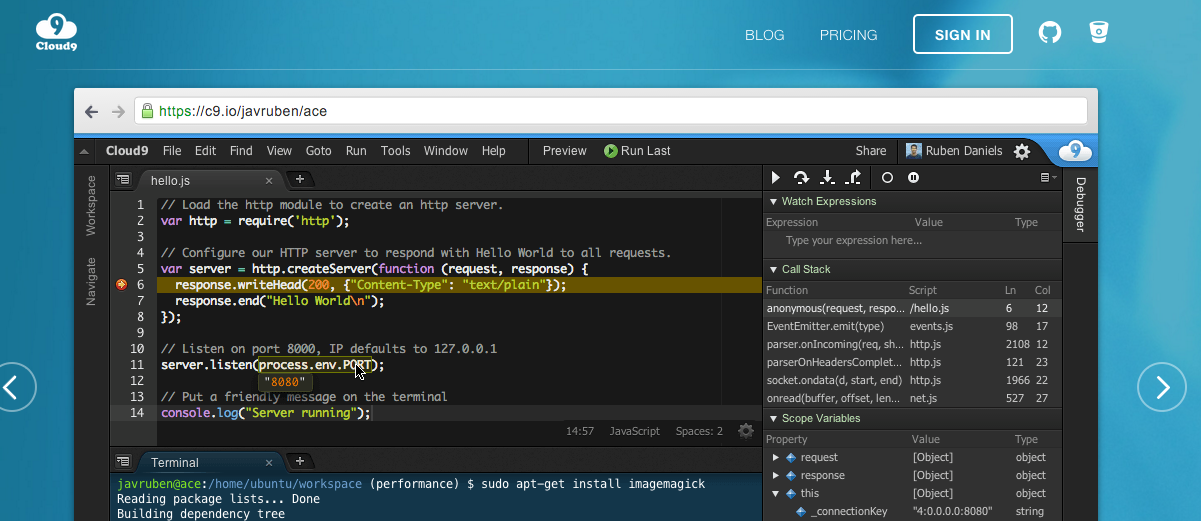 9
Cloud9
BLOG
PRICING
SIGN IN
https://c9.io/javruben/ace
Cloud9 File Edit Find View Goto Run Tools Window Help Preview Run Last Share Ruben Daniels
9
Workspace
Navigate
hello.js × +
1 // Load the http module to create an http server.
2 var http = require('http');
3
4 // Configure our HTTP server to respond with Hello World to all requests.
5 var server = http.createServer(function (request, response) {
6 response.writeHead(200, {"Content-Type": "text/plain"});
7 response.end("Hello World\n");
8 });
9
10 // Listen on port 8000, IP defaults to 127.0.0.1
11 server.listen(process.env.PORT);
"8080"
12
13 // Put a friendly message on the terminal
14 console.log("Server running");
14:57 JavaScript Spaces: 2
Terminal × +
javruben@ace:/home/ubuntu/workspace (performance) $ sudo apt-get install imagemagick
Reading package lists... Done
Building dependency tree
Debugger
Watch Expressions
Expression Value Type
Type your expression here...
Call Stack
Function Script Ln Col
anonymous(request, respo... /hello.js 6 12
EventEmitter.emit(type) events.js 98 17
parser.onIncoming(req, sh... http.js 2108 12
parserOnHeadersComplet... http.js 121 23
socket.ondata(d, start, end) http.js 1966 22
onread(buffer, offset, len... net.js 527 27
Scope Variables
Property Value Type
request [Object] object
response [Object] object
this [Object] object
_connectionKey "4:0.0.0.0:8080" string